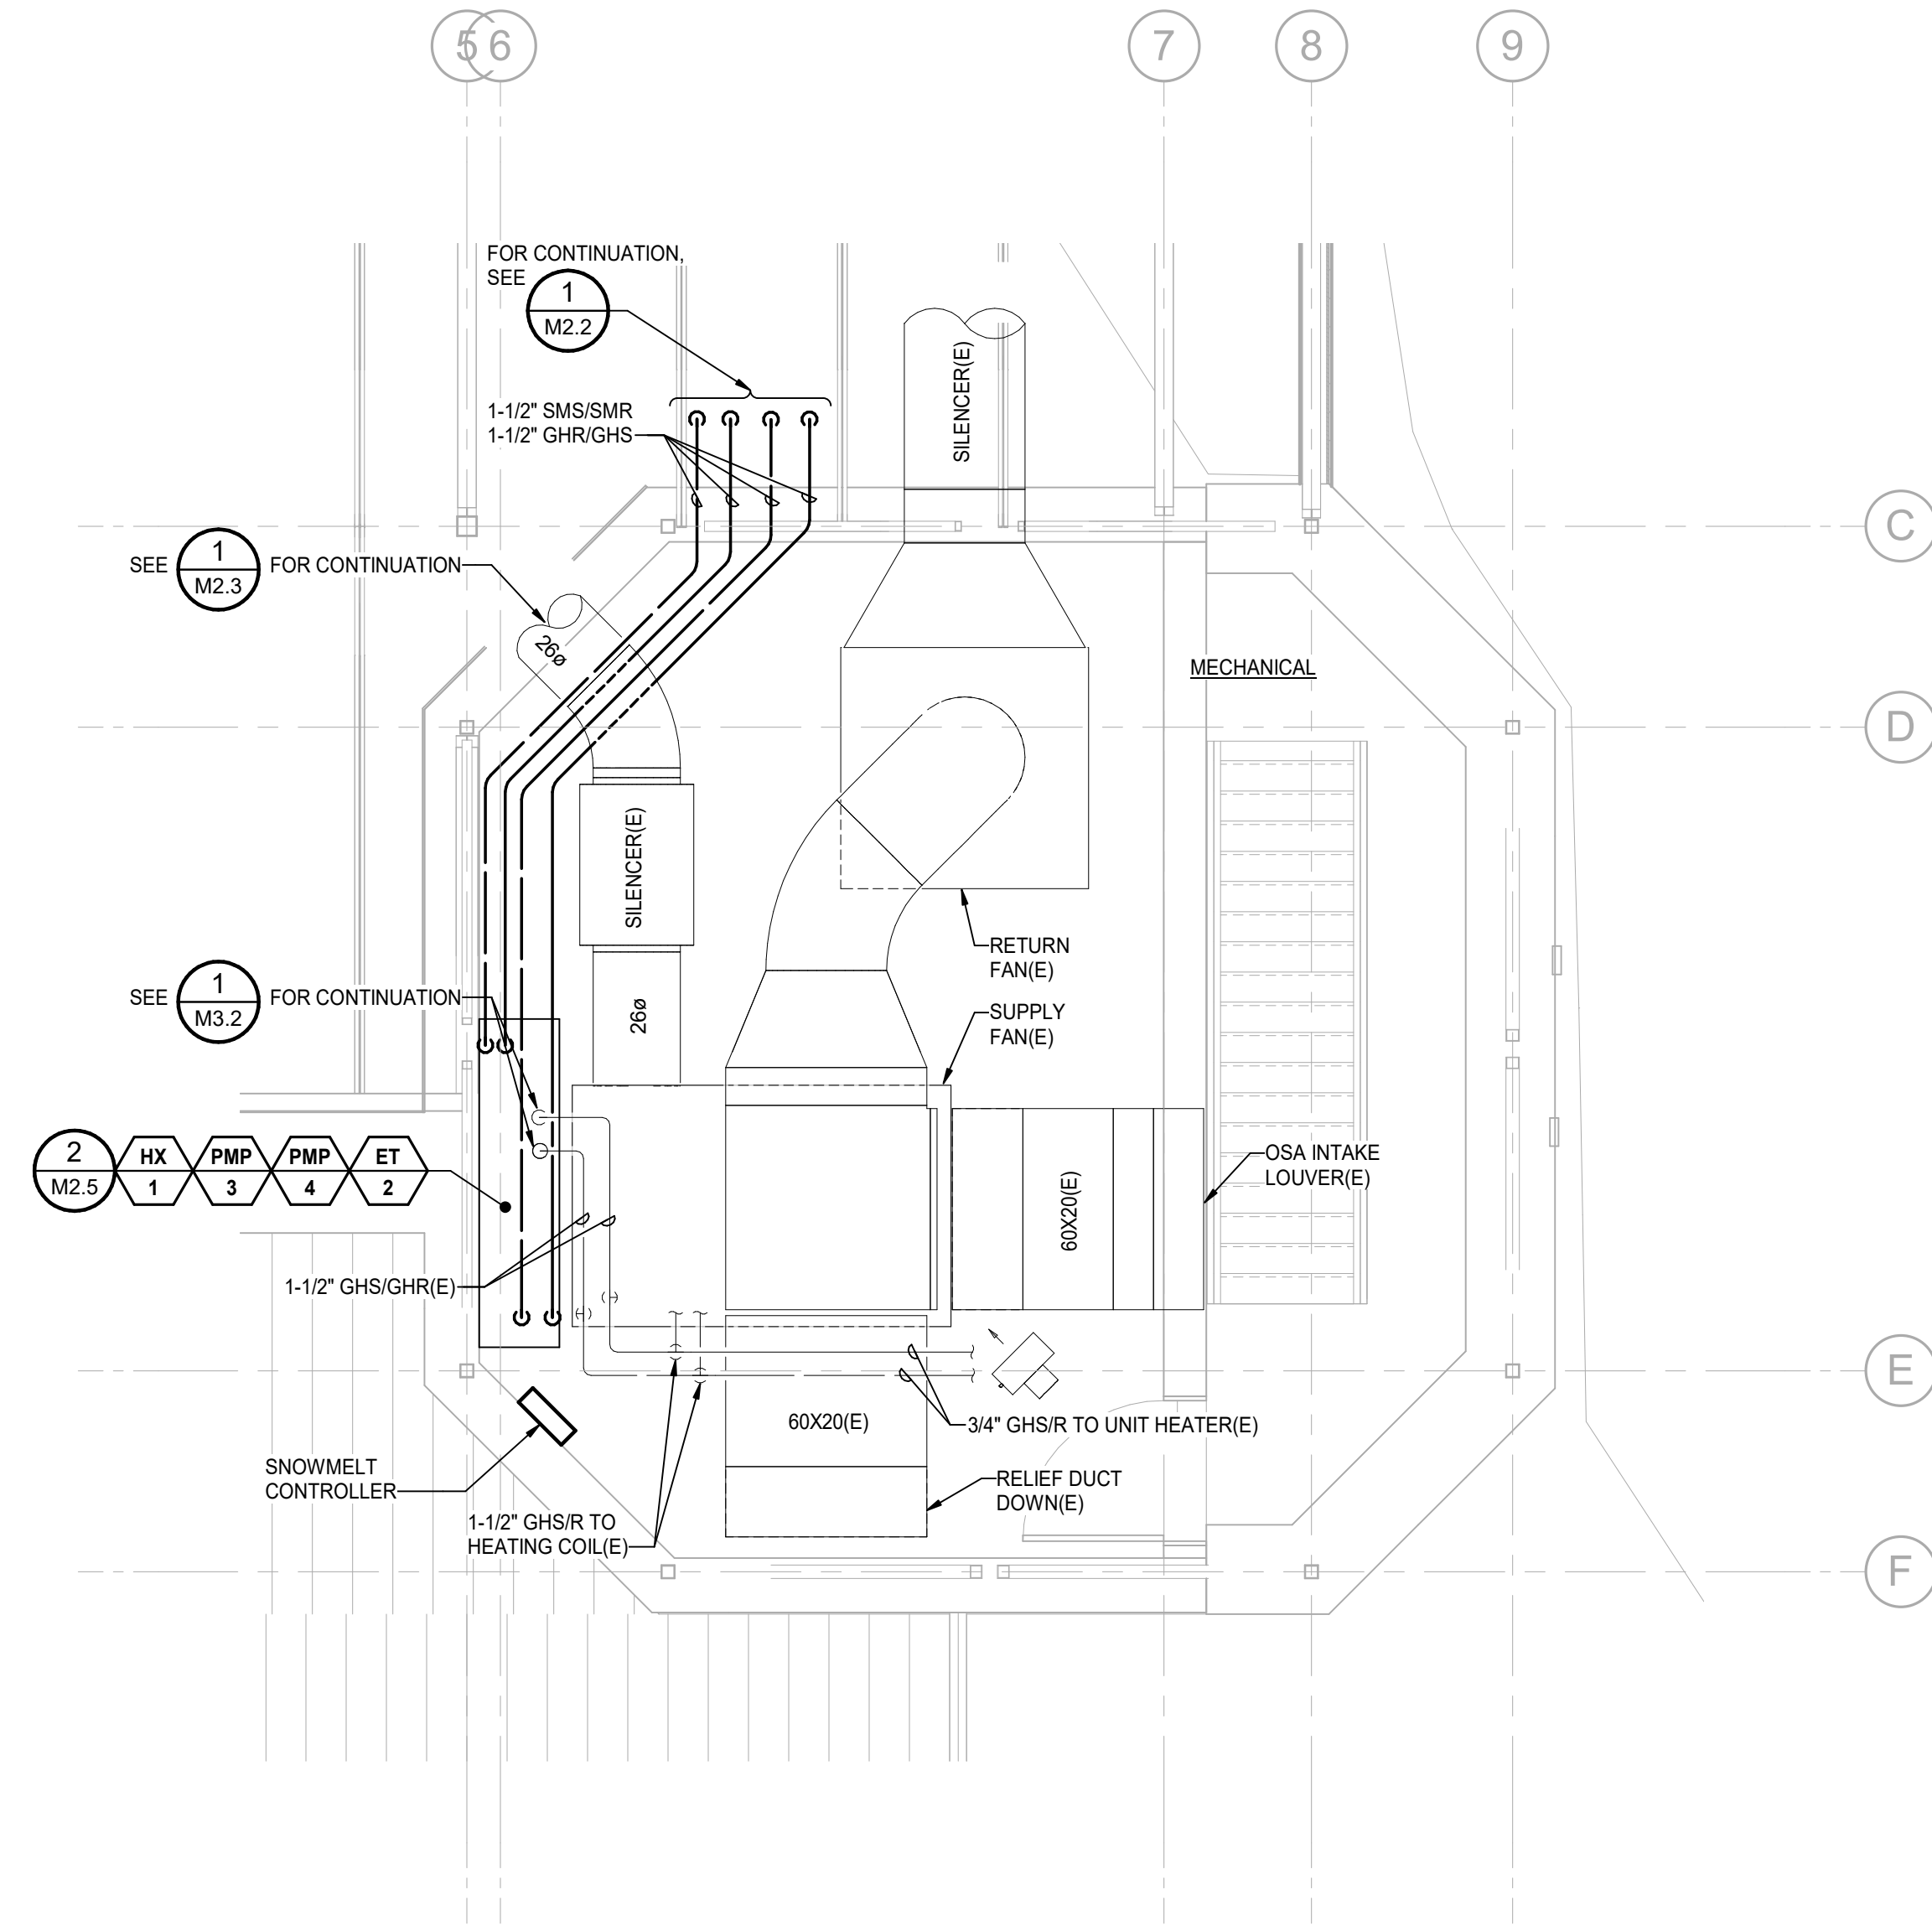 5
6
7
8
9
FOR CONTINUATION,
SEE
1
M2.2
SILENCER(E)
1-1/2" SMS/SMR
1-1/2" GHR/GHS
C
SEE
1
M2.3
FOR CONTINUATION
26ø
MECHANICAL
D
SILENCER(E)
RETURN
FAN(E)
SEE
1
M3.2
FOR CONTINUATION
26ø
SUPPLY
FAN(E)
2
M2.5
HX
1
PMP
3
PMP
4
ET
2
60X20(E)
OSA INTAKE
LOUVER(E)
1-1/2" GHS/GHR(E)
E
60X20(E)
3/4" GHS/R TO UNIT HEATER(E)
SNOWMELT
CONTROLLER
RELIEF DUCT
DOWN(E)
1-1/2" GHS/R TO
HEATING COIL(E)
F